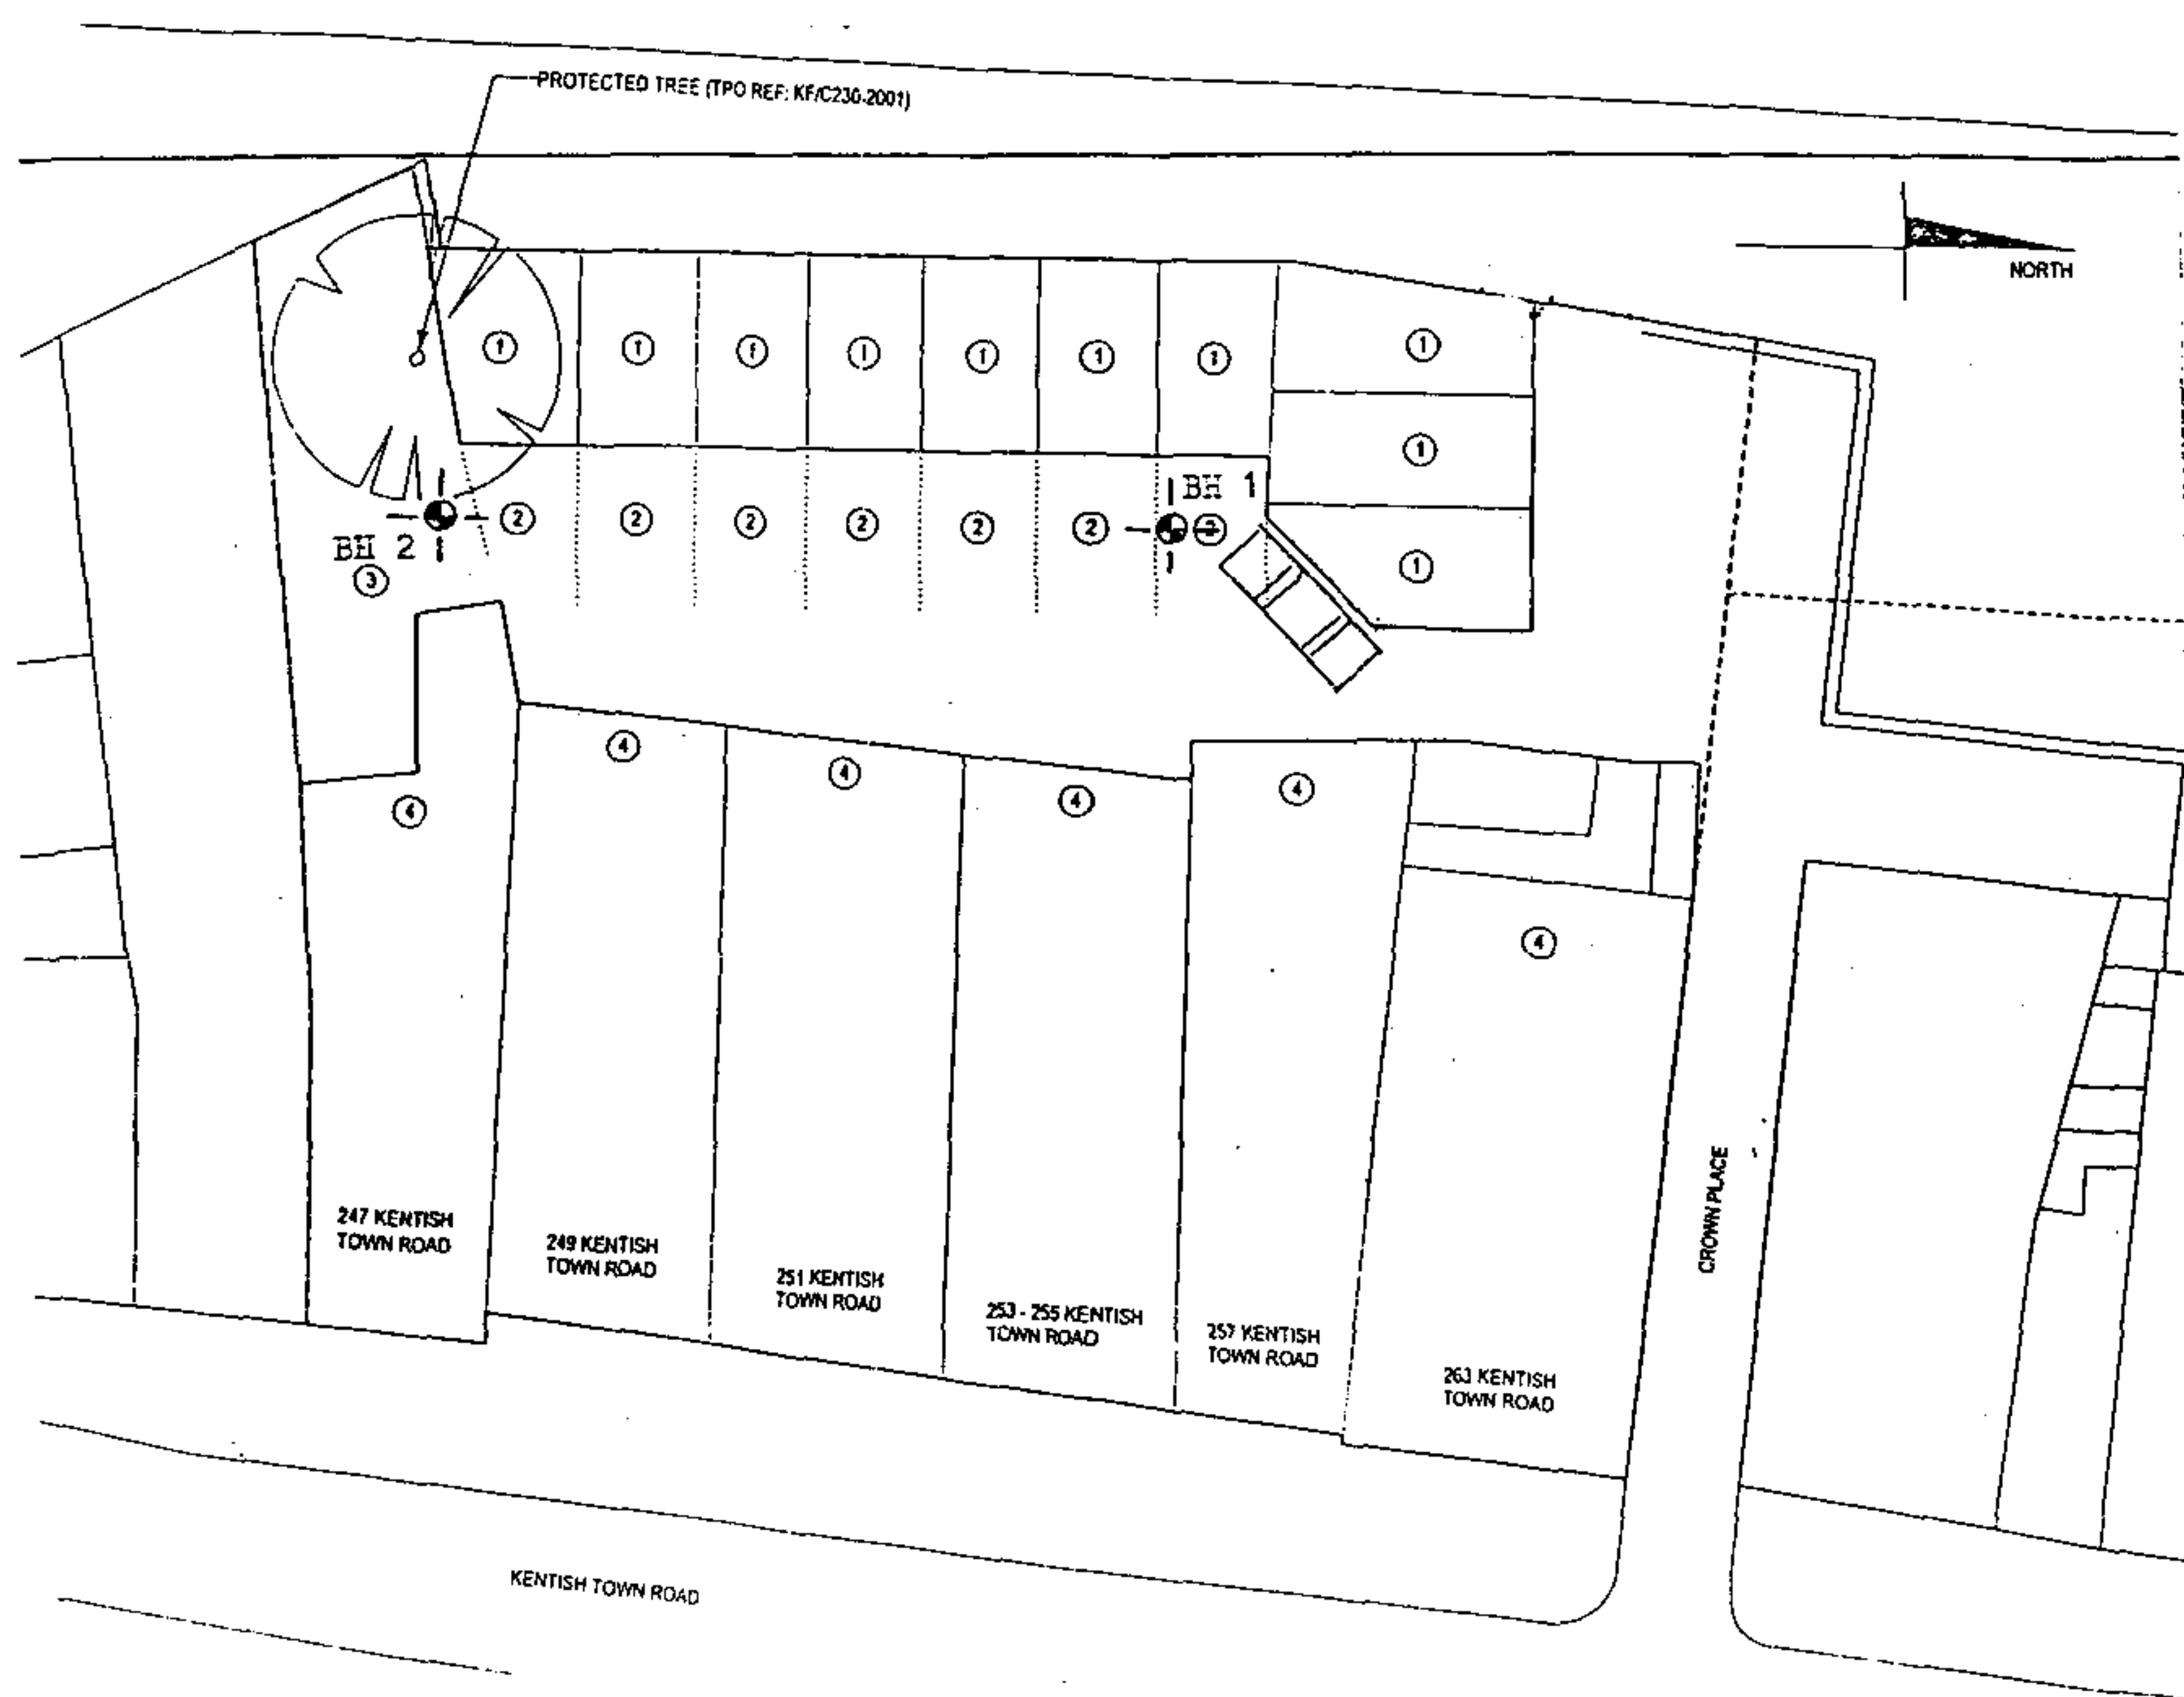 PROTECTED TREE (TPO REF: KF/C230-2001)
NORTH
1
1
1
1
1
1
1
1
1
1
BH 1
2
2
2
2
2
2
2
BH 2
3
4
4
4
4
4
4
247 KENTISH
TOWN ROAD
249 KENTISH
TOWN ROAD
251 KENTISH
TOWN ROAD
253 - 255 KENTISH
TOWN ROAD
257 KENTISH
TOWN ROAD
263 KENTISH
TOWN ROAD
CROWN PLACE
KENTISH TOWN ROAD